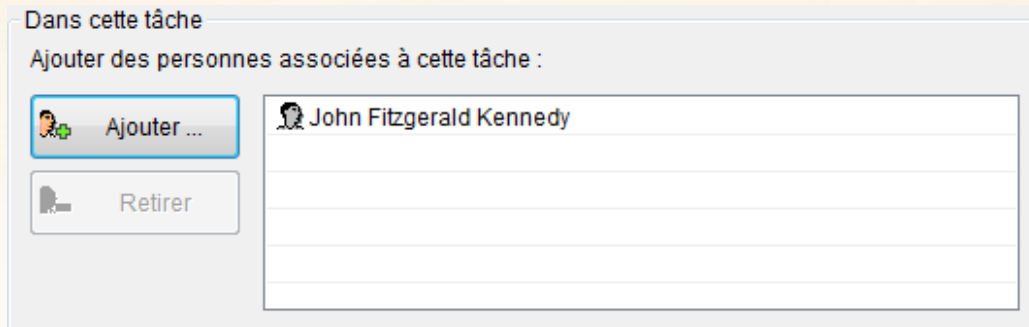 Dans cette tâche
Ajouter des personnes associées à cette tâche :
Ajouter ...
John Fitzgerald Kennedy
Retirer